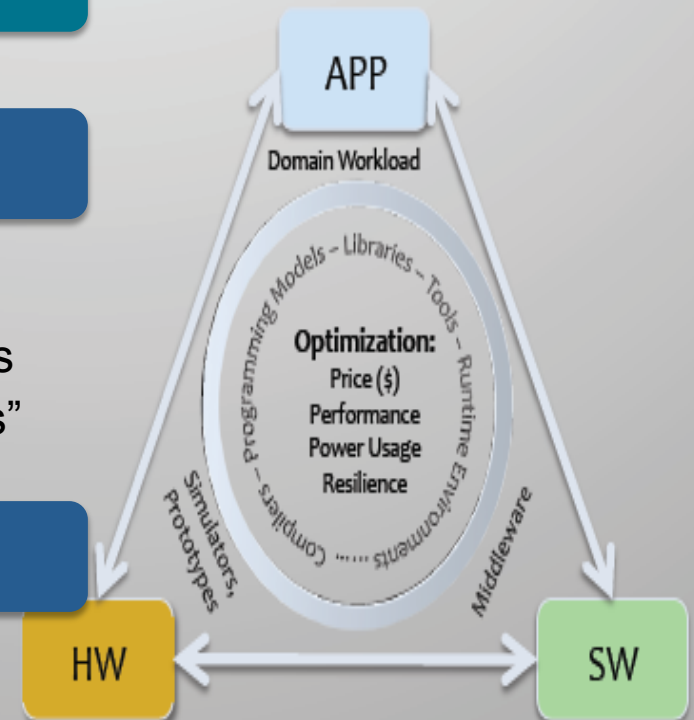 APP
Domain Workload
Compilers – Programming Models – Libraries – Tools – Runtime Environments ......
Optimization:
Price ($)
Performance
Power Usage
Resilience
s
s”
Simulators,
Prototypes
Middleware
HW
SW